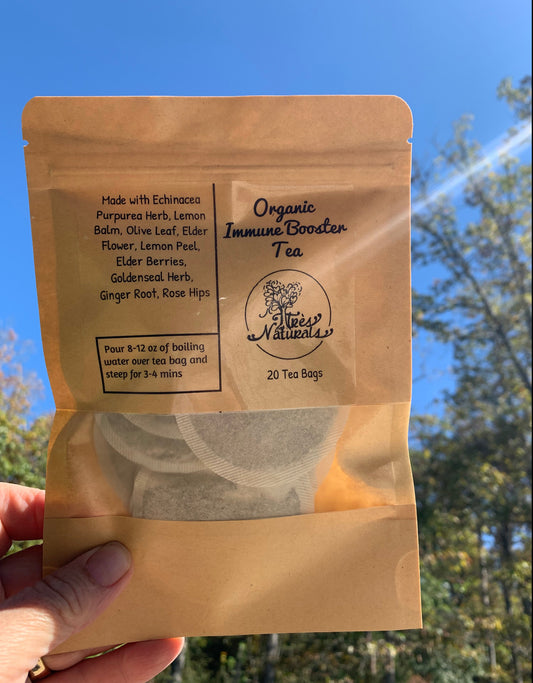 Made with Echinacea
Purpurea Herb, Lemon
Balm, Olive Leaf, Elder
Flower, Lemon Peel,
Elder Berries,
Goldenseal Herb,
Ginger Root, Rose Hips
Pour 8-12 oz of boiling
water over tea bag and
steep for 3-4 mins
Organic
Immune Booster
Tea
Très
Naturals
20 Tea Bags